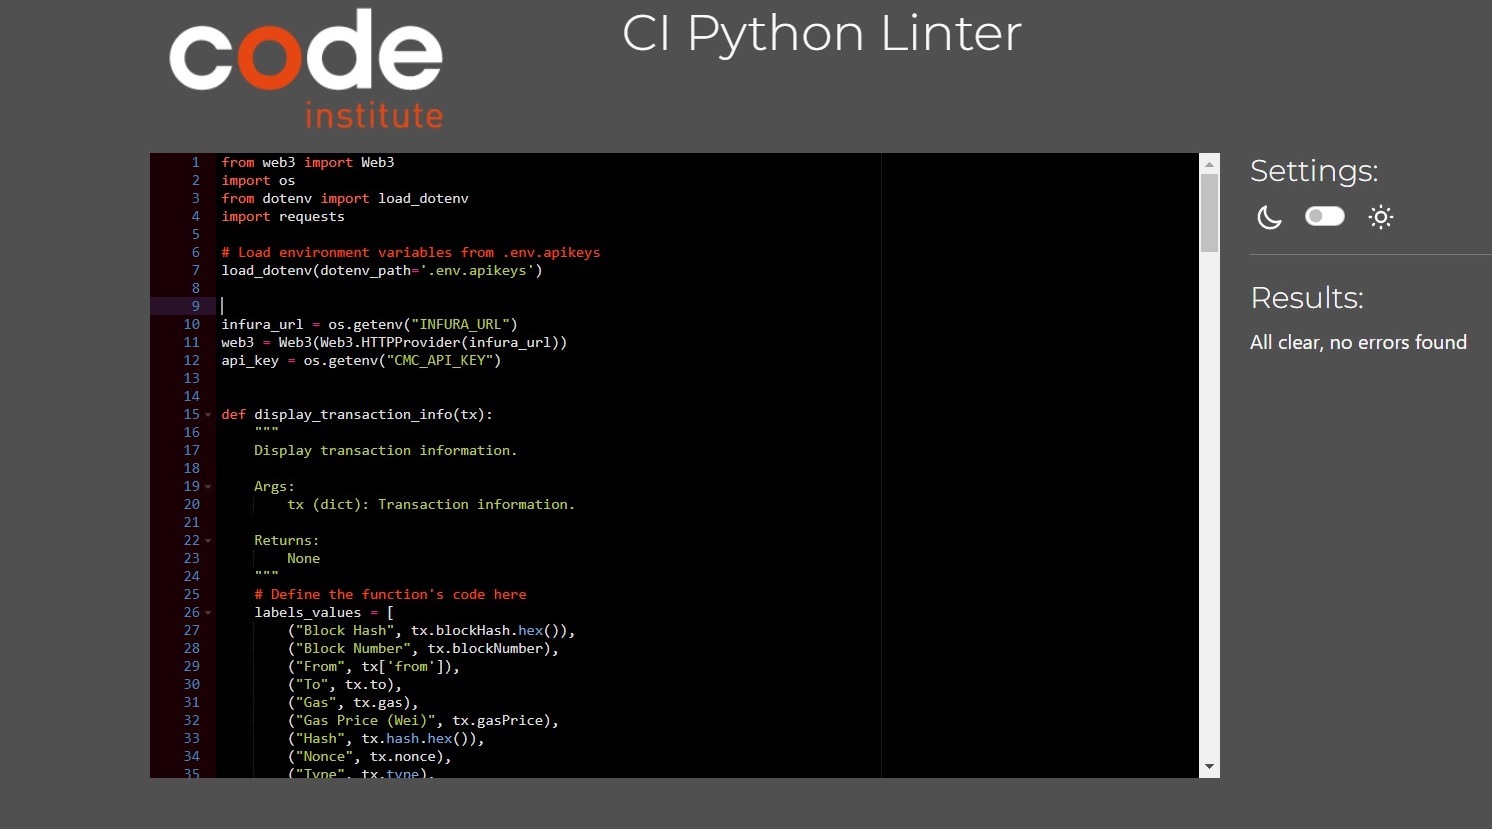 code
institute
CI Python Linter
1 from web3 import Web3
2 import os
3 from dotenv import load_dotenv
4 import requests
5
6 # Load environment variables from .env.apikeys
7 load_dotenv(dotenv_path='.env.apikeys')
8
9
10 infura_url = os.getenv("INFURA_URL")
11 web3 = Web3(Web3.HTTPProvider(infura_url))
12 api_key = os.getenv("CMC_API_KEY")
13
14
15 def display_transaction_info(tx):
16     """
17     Display transaction information.
18
19     Args:
20         tx (dict): Transaction information.
21
22     Returns:
23         None
24     """
25     # Define the function's code here
26     labels_values = [
27         ("Block Hash", tx.blockHash.hex()),
28         ("Block Number", tx.blockNumber),
29         ("From", tx['from']),
30         ("To", tx.to),
31         ("Gas", tx.gas),
32         ("Gas Price (Wei)", tx.gasPrice),
33         ("Hash", tx.hash.hex()),
34         ("Nonce", tx.nonce),
35         ("Type", tx.type),
Settings:
Results:
All clear, no errors found